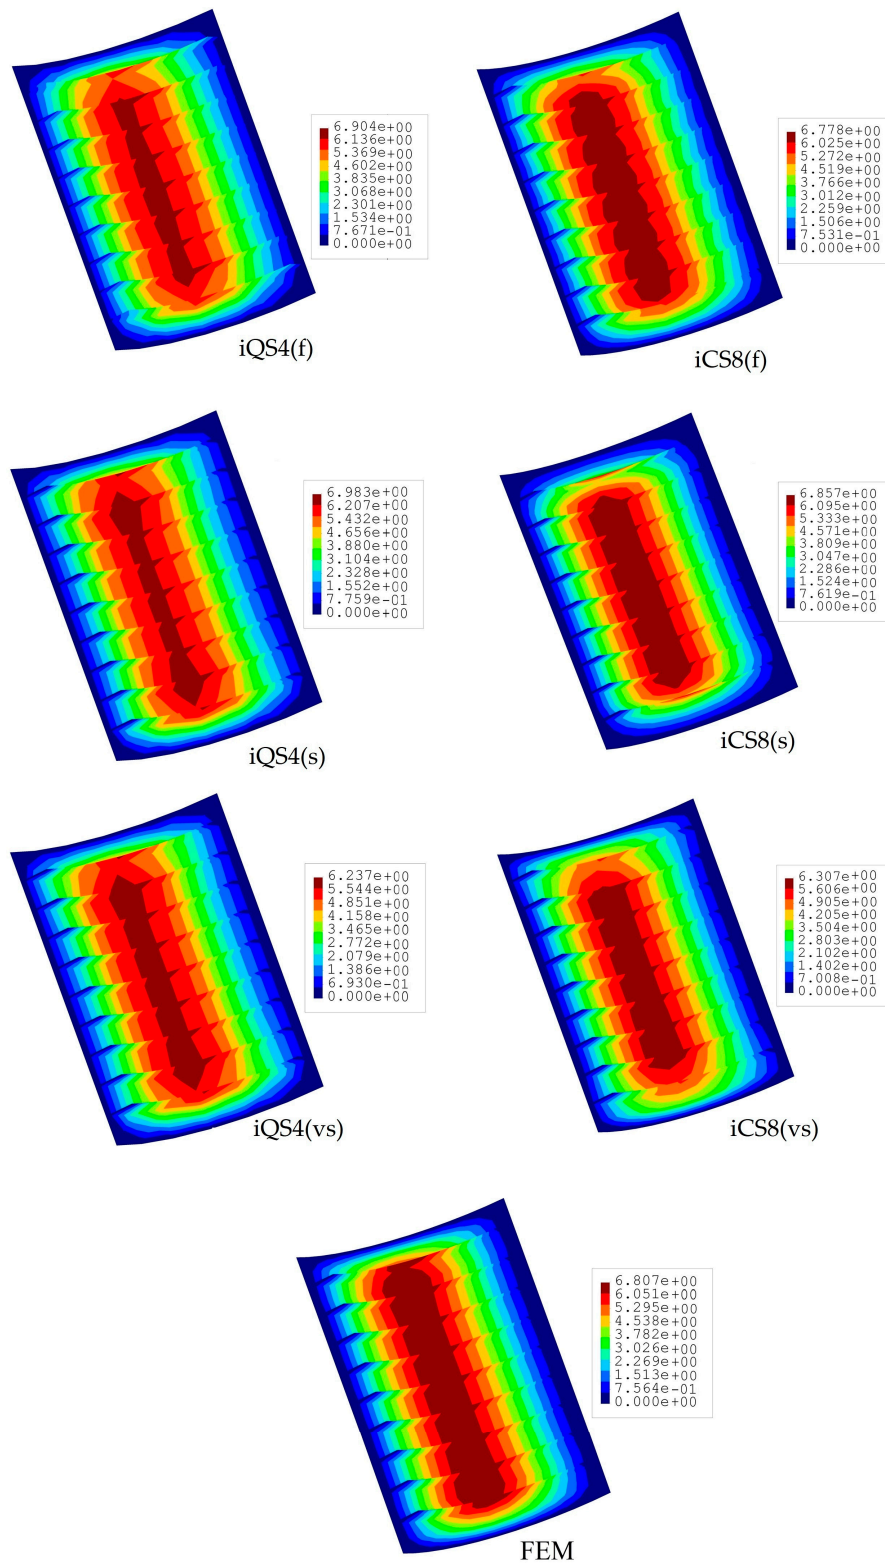 6.904e+00
6.136e+00
5.369e+00
4.602e+00
3.835e+00
3.068e+00
2.301e+00
1.534e+00
7.671e-01
0.000e+00
iQS4(f)
6.778e+00
6.025e+00
5.272e+00
4.519e+00
3.766e+00
3.012e+00
2.259e+00
1.506e+00
7.531e-01
0.000e+00
iCS8(f)
6.983e+00
6.207e+00
5.432e+00
4.656e+00
3.880e+00
3.104e+00
2.328e+00
1.552e+00
7.759e-01
0.000e+00
iQS4(s)
6.857e+00
6.095e+00
5.333e+00
4.571e+00
3.809e+00
3.047e+00
2.286e+00
1.524e+00
7.619e-01
0.000e+00
iCS8(s)
6.237e+00
5.544e+00
4.851e+00
4.158e+00
3.465e+00
2.772e+00
2.079e+00
1.386e+00
6.930e-01
0.000e+00
iQS4(vs)
6.307e+00
5.606e+00
4.905e+00
4.205e+00
3.504e+00
2.803e+00
2.102e+00
1.402e+00
7.008e-01
0.000e+00
iCS8(vs)
6.807e+00
6.051e+00
5.295e+00
4.538e+00
3.782e+00
3.026e+00
2.269e+00
1.513e+00
7.564e-01
0.000e+00
FEM